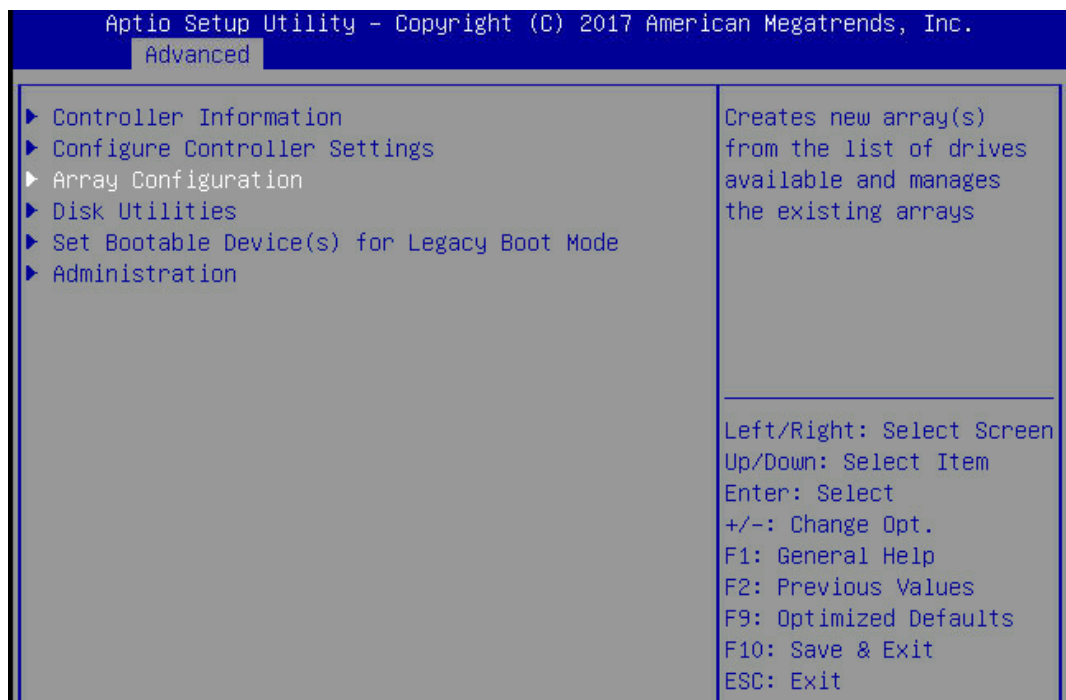 Aptio Setup Utility – Copyright (C) 2017 American Megatrends, Inc.
Advanced
Controller Information
Configure Controller Settings
Array Configuration
Disk Utilities
Set Bootable Device(s) for Legacy Boot Mode
Administration
Creates new array(s)
from the list of drives
available and manages
the existing arrays
Left/Right: Select Screen
Up/Down: Select Item
Enter: Select
+/-: Change Opt.
F1: General Help
F2: Previous Values
F9: Optimized Defaults
F10: Save & Exit
ESC: Exit